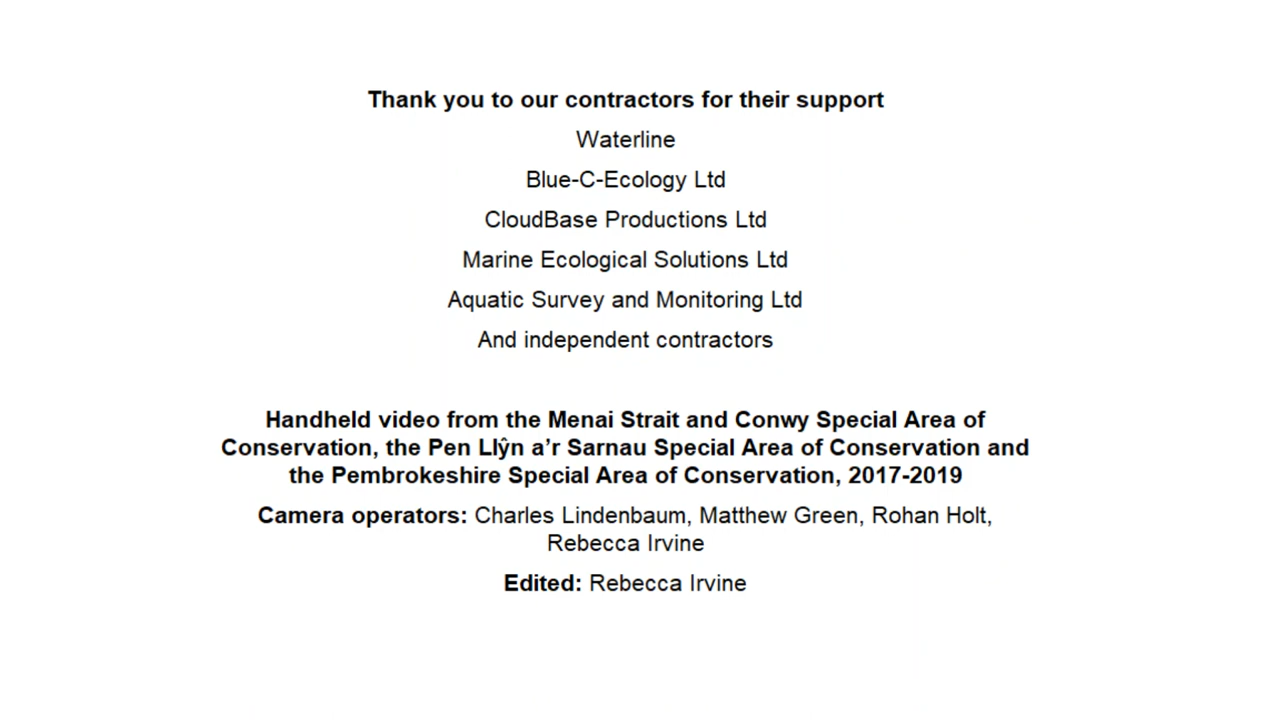 Thank you to our contractors for their support
Waterline
Blue-C-Ecology Ltd
CloudBase Productions Ltd
Marine Ecological Solutions Ltd
Aquatic Survey and Monitoring Ltd
And independent contractors
Handheld video from the Menai Strait and Conwy Special Area of
Conservation, the Pen Llŷn a’r Sarnau Special Area of Conservation and
the Pembrokeshire Special Area of Conservation, 2017-2019
Camera operators: Charles Lindenbaum, Matthew Green, Rohan Holt,
Rebecca Irvine
Edited: Rebecca Irvine